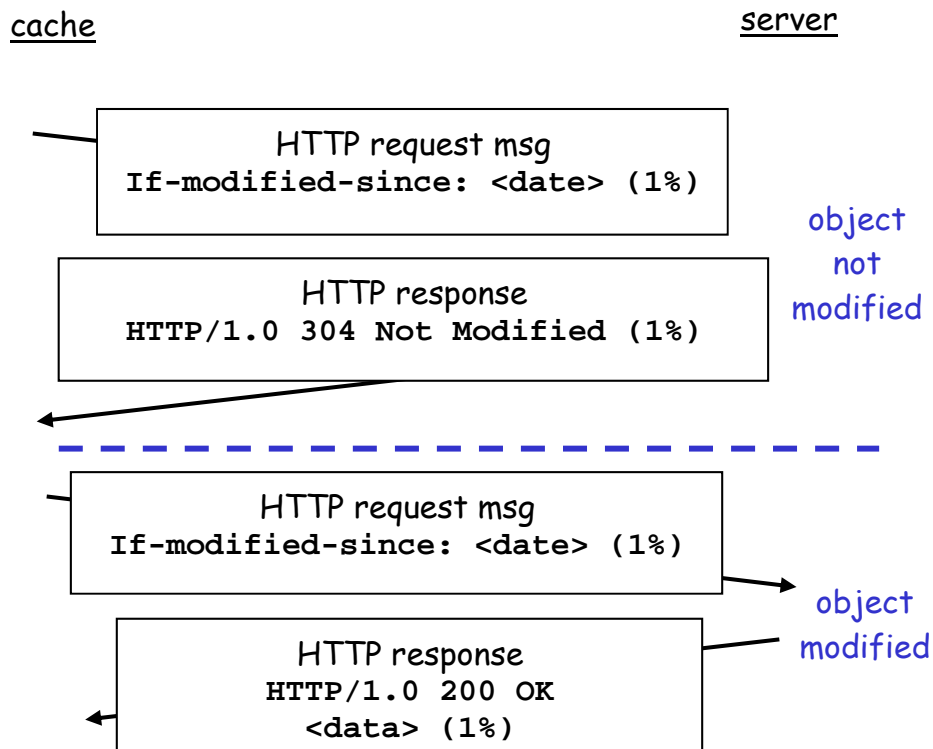 cache
server
HTTP request msg
If-modified-since: <date> (1%)
object
not
modified
HTTP response
HTTP/1.0 304 Not Modified (1%)
HTTP request msg
If-modified-since: <date> (1%)
object
modified
HTTP response
HTTP/1.0 200 OK
<data> (1%)